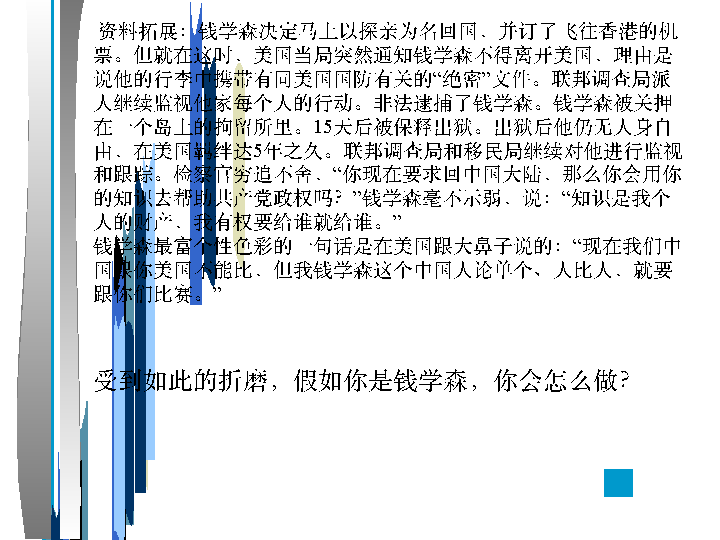 资料拓展：钱学森决定马上以探亲为名回国、并订了飞往香港的机
票。但就在这时、美国当局突然通知钱学森不得离开美国、理由是
说他的行李中携带有同美国国防有关的“绝密”文件。联邦调查局派
人继续监视他家每个人的行动。非法逮捕了钱学森。钱学森被关押
在一个岛上的拘留所里。15天后被保释出狱。出狱后他仍无人身自
由、在美国羁绊达5年之久。联邦调查局和移民局继续对他进行监视
和跟踪。检察官穷追不舍、“你现在要求回中国大陆、那么你会用你
的知识去帮助共产党政权吗？”钱学森毫不示弱、说：“知识是我个
人的财产、我有权要给谁就给谁。”
钱学森最富个性色彩的一句话是在美国跟大鼻子说的：“现在我们中
国跟你美国不能比、但我钱学森这个中国人论单个、人比人、就要
跟你们比赛。”
受到如此的折磨，假如你是钱学森，你会怎么做？